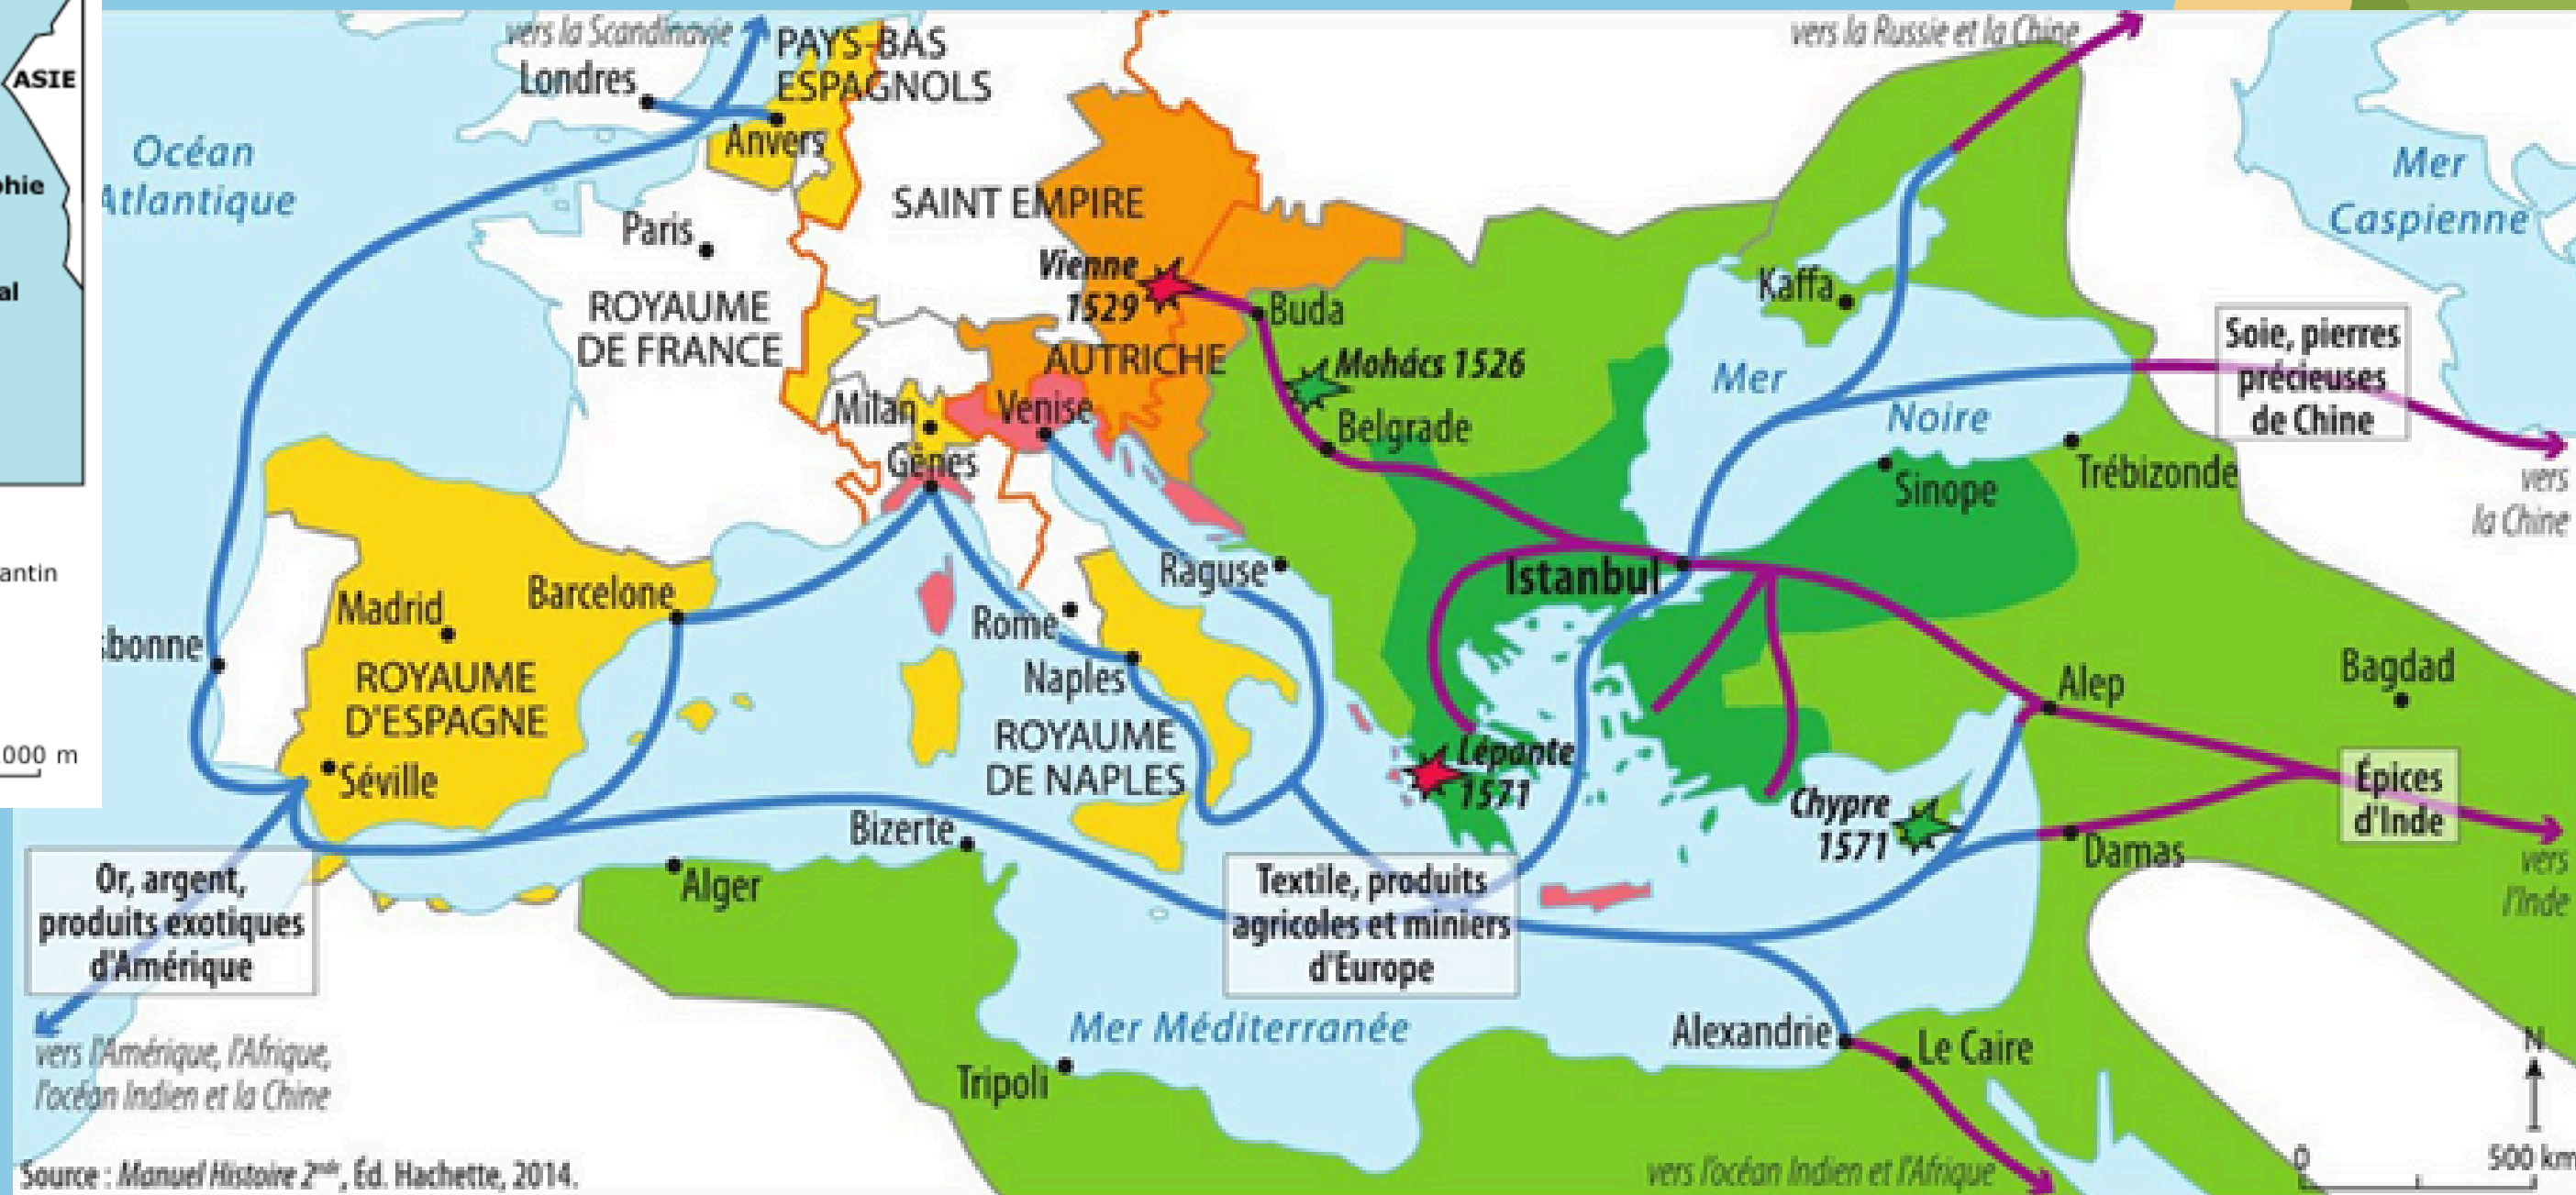 ASIE
phie
al
antin
000 m
vers la Scandinavie
PAYS-BAS
ESPAGNOLS
Londres
Anvers
Océan
Atlantique
Paris
SAINT EMPIRE
ROYAUME
DE FRANCE
Vienne
1529
Buda
AUTRICHE
Mohács 1526
Belgrade
Milan
Venise
Gênes
vers la Russie et la Chine
Mer
Caspienne
Kaffa
Mer
Noire
Soie, pierres
précieuses
de Chine
Sinope
Trébizonde
vers
la Chine
Madrid
Barcelone
sbonne
ROYAUME
D'ESPAGNE
Séville
Raguse
Istanbul
Rome
Naples
ROYAUME
DE NAPLES
Lépante
1571
Alep
Bagdad
Chypre
1571
Épices
d'Inde
Damas
vers
l'Inde
Bizerte
Alger
Or, argent,
produits exotiques
d'Amérique
Textile, produits
agricoles et miniers
d'Europe
vers l'Amérique, l'Afrique,
l'océan Indien et la Chine
Mer Méditerranée
Tripoli
Alexandrie
Le Caire
vers l'océan Indien et l'Afrique
N
0
500 km
Source : Manuel Histoire 2nde, Éd. Hachette, 2014.